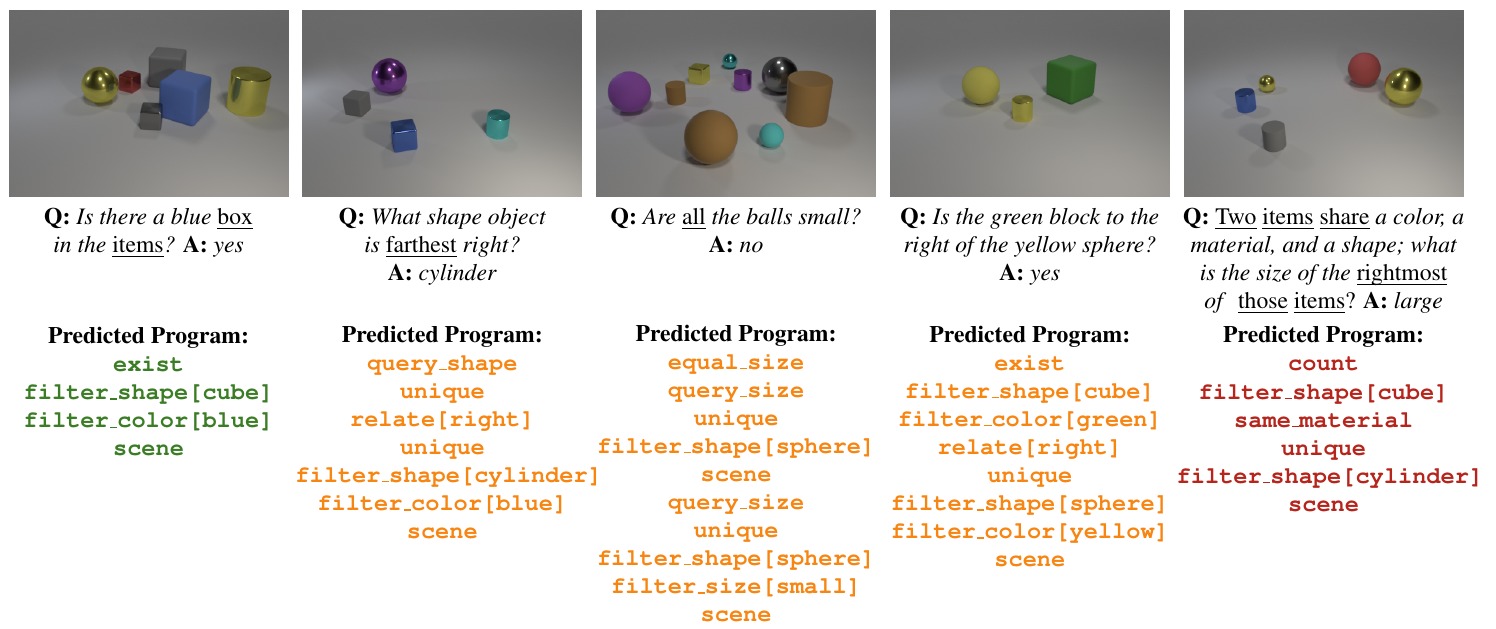 Q: Is there a blue box
in the items? A: yes
Predicted Program:
exist
filter_shape[cube]
filter_color[blue]
scene
Q: What shape object
is farthest right?
A: cylinder
Predicted Program:
query_shape
unique
relate[right]
unique
filter_shape[cylinder]
filter_color[blue]
scene
Q: Are all the balls small?
A: no
Predicted Program:
equal_size
query_size
unique
filter_shape[sphere]
scene
query_size
unique
filter_shape[sphere]
filter_size[small]
scene
Q: Is the green block to the
right of the yellow sphere?
A: yes
Predicted Program:
exist
filter_shape[cube]
filter_color[green]
relate[right]
unique
filter_shape[sphere]
filter_color[yellow]
scene
Q: Two items share a color, a
material, and a shape; what
is the size of the rightmost
of those items? A: large
Predicted Program:
count
filter_shape[cube]
same_material
unique
filter_shape[cylinder]
scene